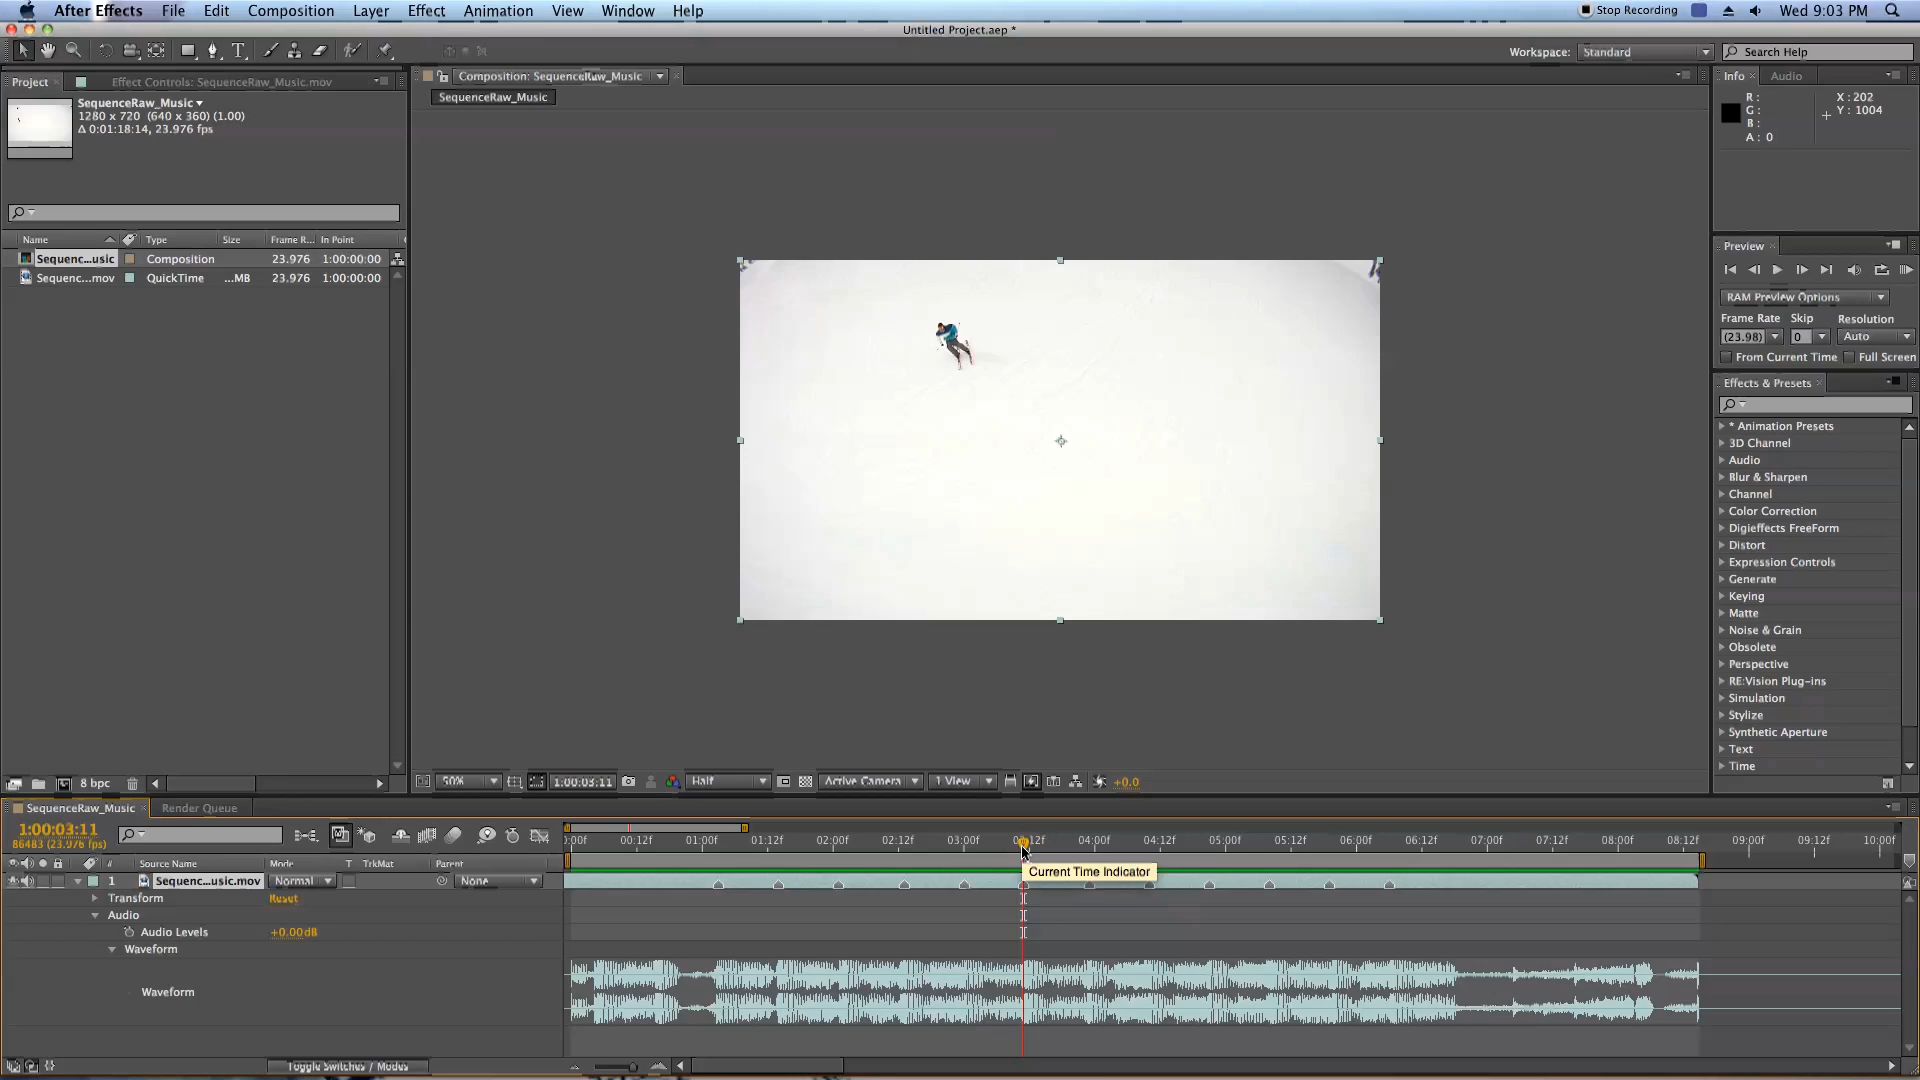 After Effects File Edit Composition Layer Effect Animation View Window Help Stop Recording Wed 9:03 PM
Untitled Project.aep *
T Workspace: Standard Search Help
Project Effect Controls: SequenceRaw_Music.mov
Composition: SequenceRaw_Music
SequenceRaw_Music
SequenceRaw_Music
1280 x 720 (640 x 360) (1.00)
Δ 0:01:18:14, 23.976 fps
Name Type Size Frame R... In Point
Sequenc...usic Composition 23.976 1:00:00:00
Sequenc...mov QuickTime ...MB 23.976 1:00:00:00
8 bpc
50% 1:00:03:11 Half Active Camera 1 View +0.0
Info Audio
R : X : 202
G : Y : 1004
B :
A : 0
Preview
RAM Preview Options
Frame Rate Skip Resolution
(23.98) 0 Auto
From Current Time Full Screen
Effects & Presets
* Animation Presets
3D Channel
Audio
Blur & Sharpen
Channel
Color Correction
Digieffects FreeForm
Distort
Expression Controls
Generate
Keying
Matte
Noise & Grain
Obsolete
Perspective
RE:Vision Plug-ins
Simulation
Stylize
Synthetic Aperture
Text
Time
SequenceRaw_Music Render Queue
1:00:03:11
86483 (23.976 fps)
:00f 00:12f 01:00f 01:12f 02:00f 02:12f 03:00f 04:00f 04:12f 05:00f 05:12f 06:00f 06:12f 07:00f 07:12f 08:00f 08:12f 09:00f 09:12f 10:00f
# Source Name Mode T TrkMat Parent
Current Time Indicator
1 Sequenc...usic.mov Normal None
Transform Reset
Audio
Audio Levels +0.00dB
Waveform
Waveform
Toggle Switches / Modes